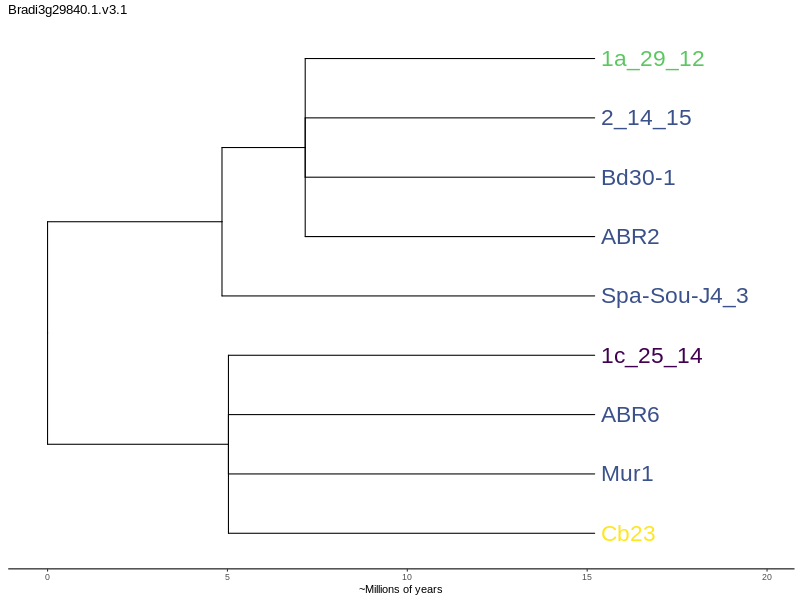 Bradi3g29840.1.v3.1
1a_29_12
2_14_15
Bd30-1
ABR2
Spa-Sou-J4_3
1c_25_14
ABR6
Mur1
Cb23
0 5 10 15 20
~Millions of years